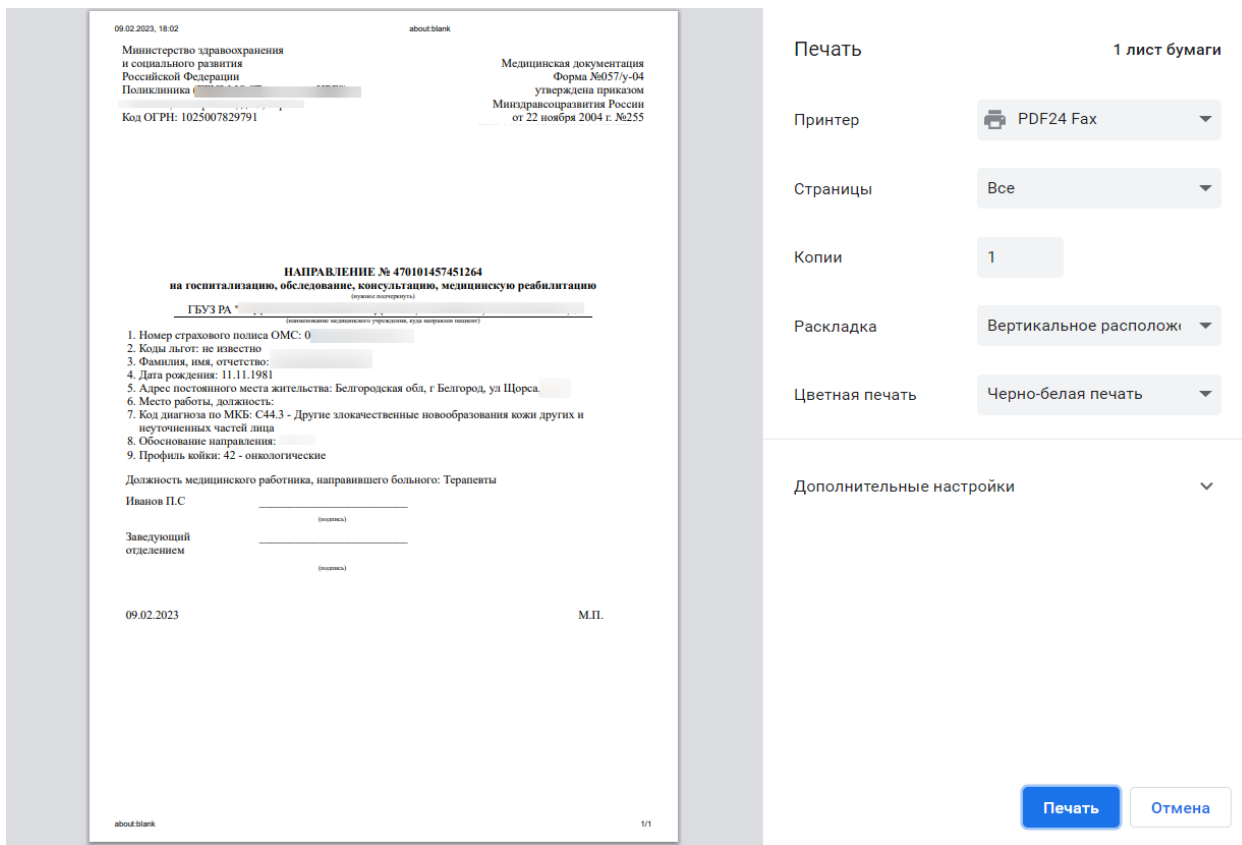 09.02.2023, 18:02
about:blank
Министерство здравоохранения
и социального развития
Российской Федерации
Поликлиника
Код ОГРН: 1025007829791
Медицинская документация
Форма №057/у-04
утверждена приказом
Минздравсоцразвития России
от 22 ноября 2004 г. №255
НАПРАВЛЕНИЕ № 470101457451264
на госпитализацию, обследование, консультацию, медицинскую реабилитацию
(нужное подчеркнуть)
ГБУЗ РА "
(наименование медицинского учреждения, куда направлен пациент)
1. Номер страхового полиса ОМС: 0
2. Коды льгот: не известно
3. Фамилия, имя, отчетство:
4. Дата рождения: 11.11.1981
5. Адрес постоянного места жительства: Белгородская обл, г Белгород, ул Щорса.
6. Место работы, должность:
7. Код диагноза по МКБ: C44.3 - Другие злокачественные новообразования кожи других и
неуточненных частей лица
8. Обоснование направления:
9. Профиль койки: 42 - онкологические
Должность медицинского работника, направившего больного: Терапевты
Иванов П.С
(подпись)
Заведующий
отделением
(подпись)
09.02.2023
М.П.
about:blank
1/1
Печать
1 лист бумаги
Принтер
PDF24 Fax
Страницы
Все
Копии
1
Раскладка
Вертикальное располож
Цветная печать
Черно-белая печать
Дополнительные настройки
Печать
Отмена